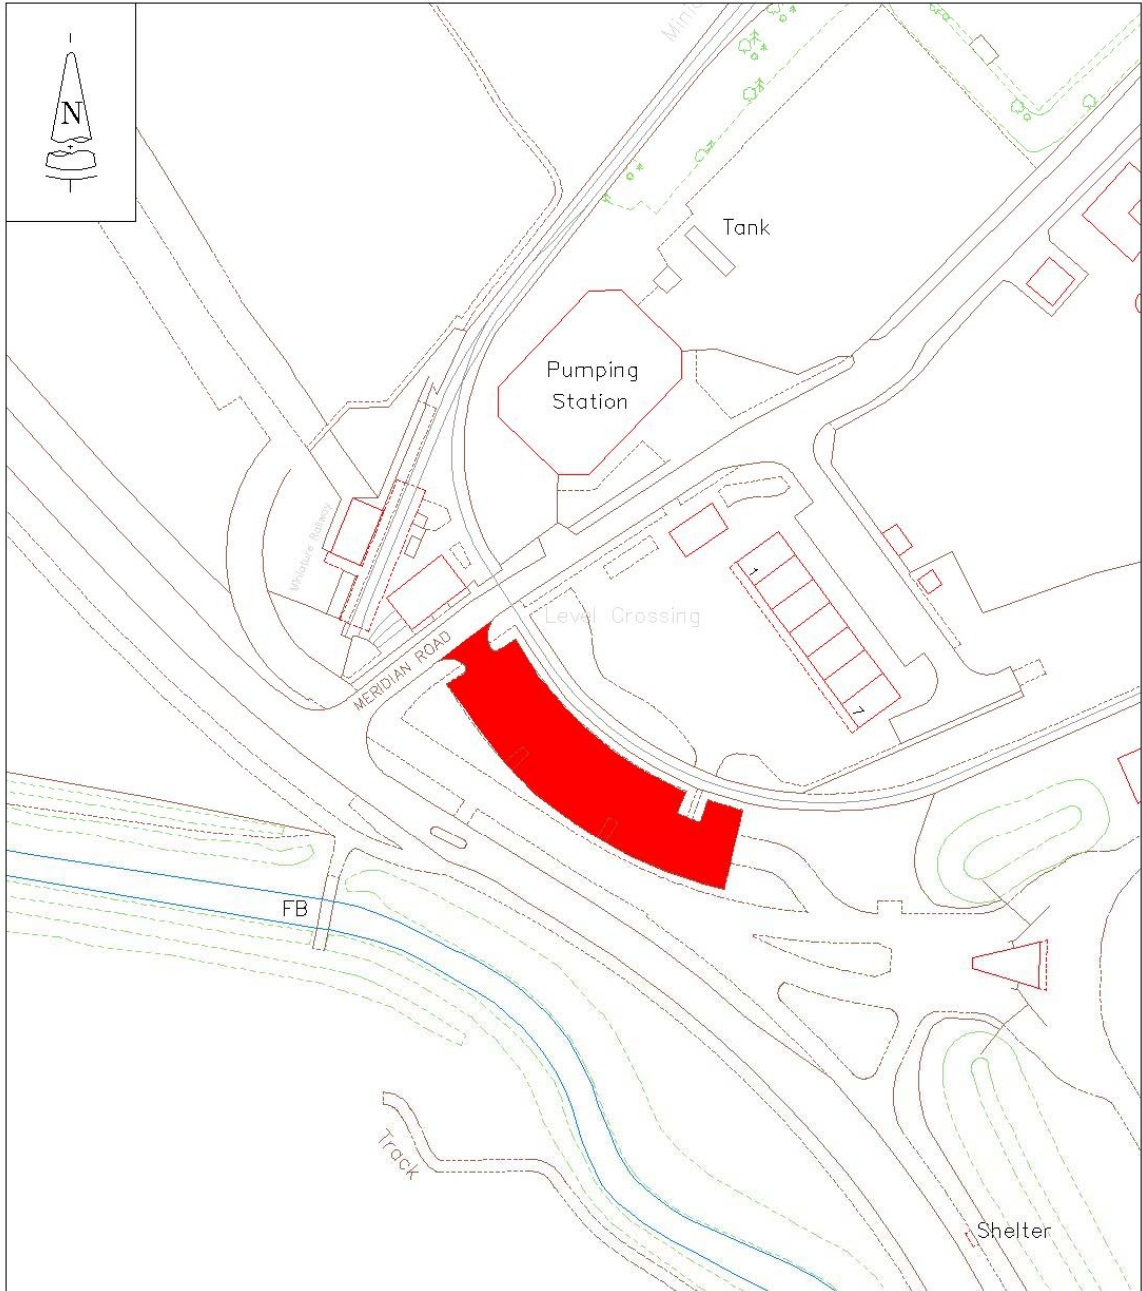 N
Tank
Pumping
Station
Miniature Railway
Level Crossing
1
MERIDIAN ROAD
7
FB
Track
Shelter